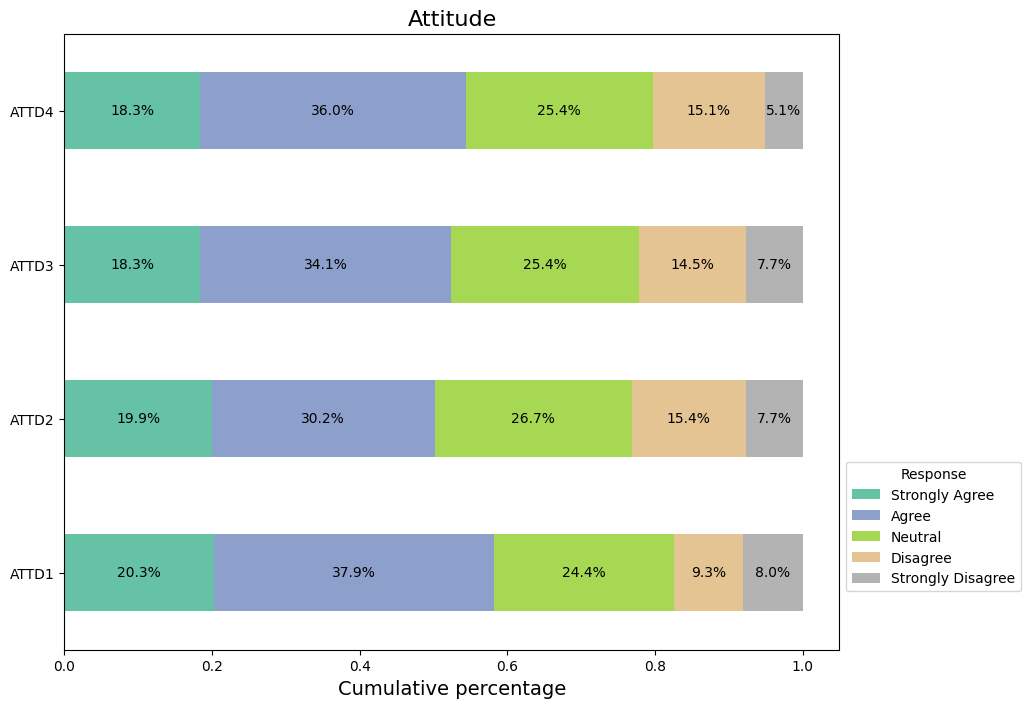 Attitude
ATTD4
18.3% 36.0% 25.4% 15.1% 5.1%
ATTD3
18.3% 34.1% 25.4% 14.5% 7.7%
ATTD2
19.9% 30.2% 26.7% 15.4% 7.7%
ATTD1
20.3% 37.9% 24.4% 9.3% 8.0%
0.0 0.2 0.4 0.6 0.8 1.0
Cumulative percentage
Response
Strongly Agree
Agree
Neutral
Disagree
Strongly Disagree